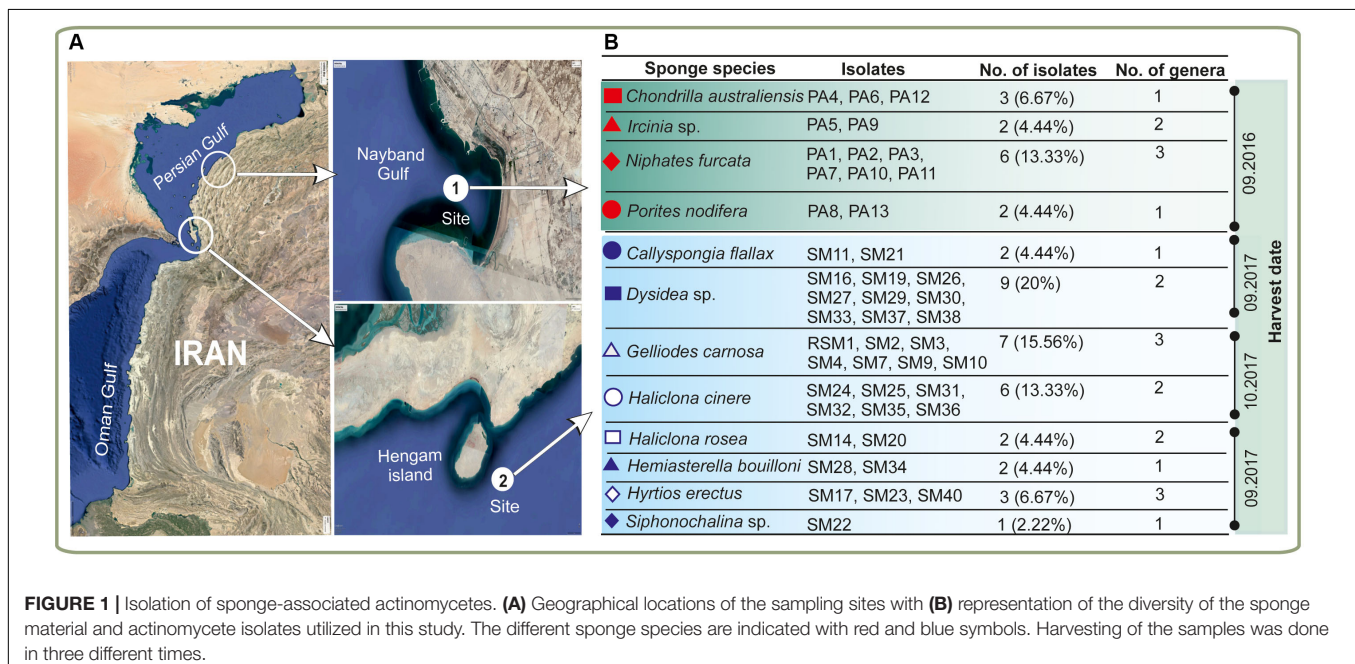 A
Persian Gulf
Oman Gulf
IRAN
Nayband
Gulf
1
Site
Hengam
island
2
Site
B
Sponge species Isolates No. of isolates No. of genera
Chondrilla australiensis PA4, PA6, PA12 3 (6.67%) 1
Ircinia sp. PA5, PA9 2 (4.44%) 2
Niphates furcata PA1, PA2, PA3, 6 (13.33%) 3
PA7, PA10, PA11
Porites nodifera PA8, PA13 2 (4.44%) 1
Callyspongia flallax SM11, SM21 2 (4.44%) 1
Dysidea sp. SM16, SM19, SM26, 9 (20%) 2
SM27, SM29, SM30,
SM33, SM37, SM38
Gelliodes carnosa RSM1, SM2, SM3, 7 (15.56%) 3
SM4, SM7, SM9, SM10
Haliclona cinere SM24, SM25, SM31, 6 (13.33%) 2
SM32, SM35, SM36
Haliclona rosea SM14, SM20 2 (4.44%) 2
Hemiasterella bouilloni SM28, SM34 2 (4.44%) 1
Hyrtios erectus SM17, SM23, SM40 3 (6.67%) 3
Siphonochalina sp. SM22 1 (2.22%) 1
09.2016
09.2017
10.2017
09.2017
Harvest date
FIGURE 1 | Isolation of sponge-associated actinomycetes. (A) Geographical locations of the sampling sites with (B) representation of the diversity of the sponge
material and actinomycete isolates utilized in this study. The different sponge species are indicated with red and blue symbols. Harvesting of the samples was done
in three different times.